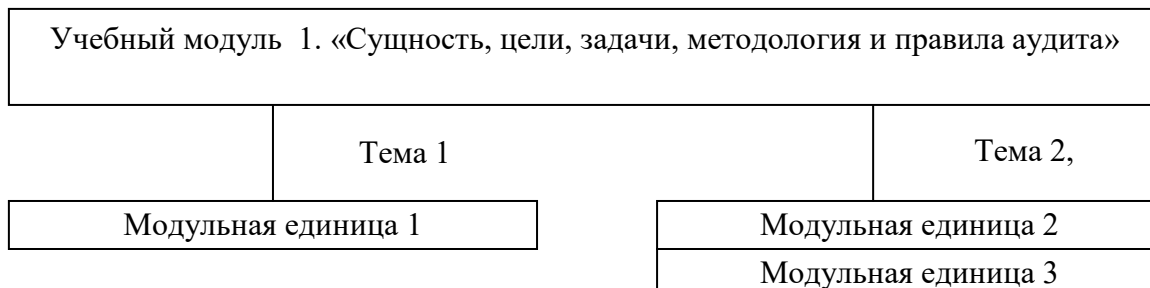 Учебный модуль  1. «Сущность, цели, задачи, методология и правила аудита»
Тема 1
Тема 2,
Модульная единица 1
Модульная единица 2
Модульная единица 3